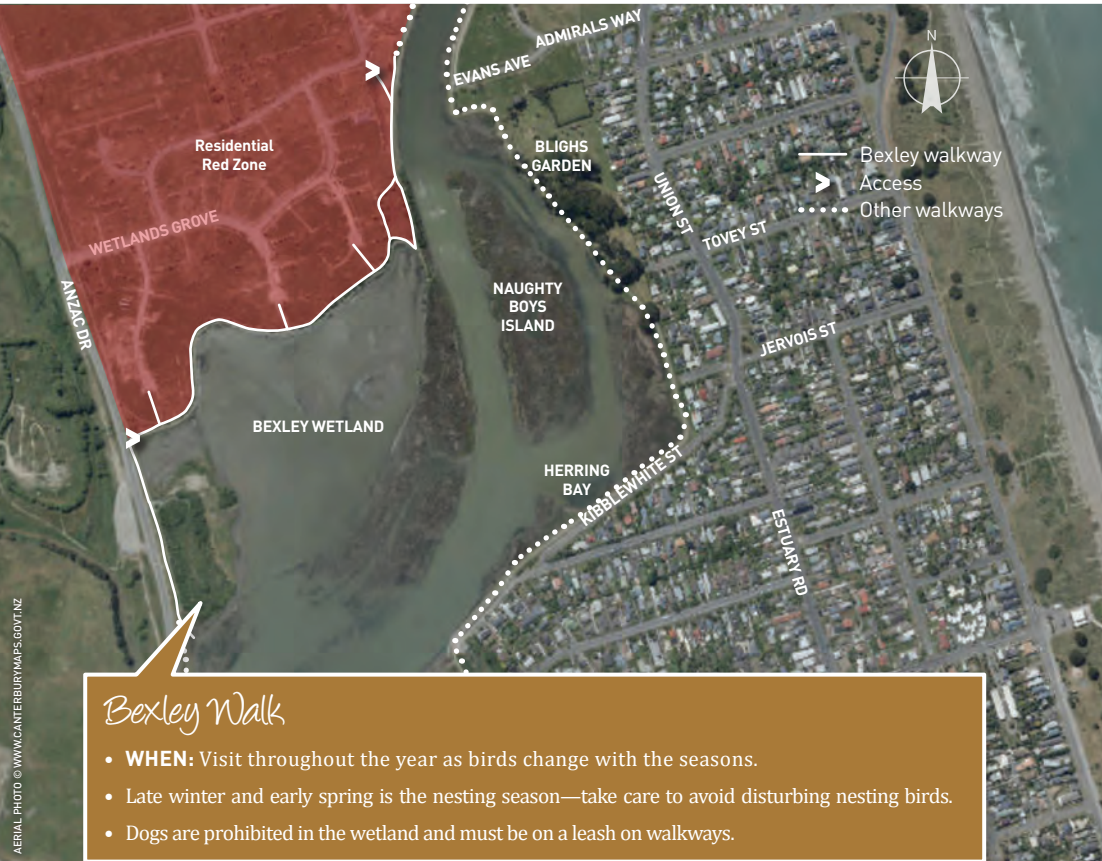 ADMIRALS WAY
EVANS AVE
N
Residential
Red Zone
BLIGHS
GARDEN
Bexley walkway
Access
Other walkways
UNION ST
TOVEY ST
WETLANDS GROVE
ANZAC DR
NAUGHTY
BOYS
ISLAND
JERVOIS ST
BEXLEY WETLAND
HERRING
BAY
KIBBLEWHITE ST
ESTUARY RD
AERIAL PHOTO © WWW.CANTERBURYMAPS.GOVT.NZ
Bexley Walk
• WHEN: Visit throughout the year as birds change with the seasons.
• Late winter and early spring is the nesting season—take care to avoid disturbing nesting birds.
• Dogs are prohibited in the wetland and must be on a leash on walkways.